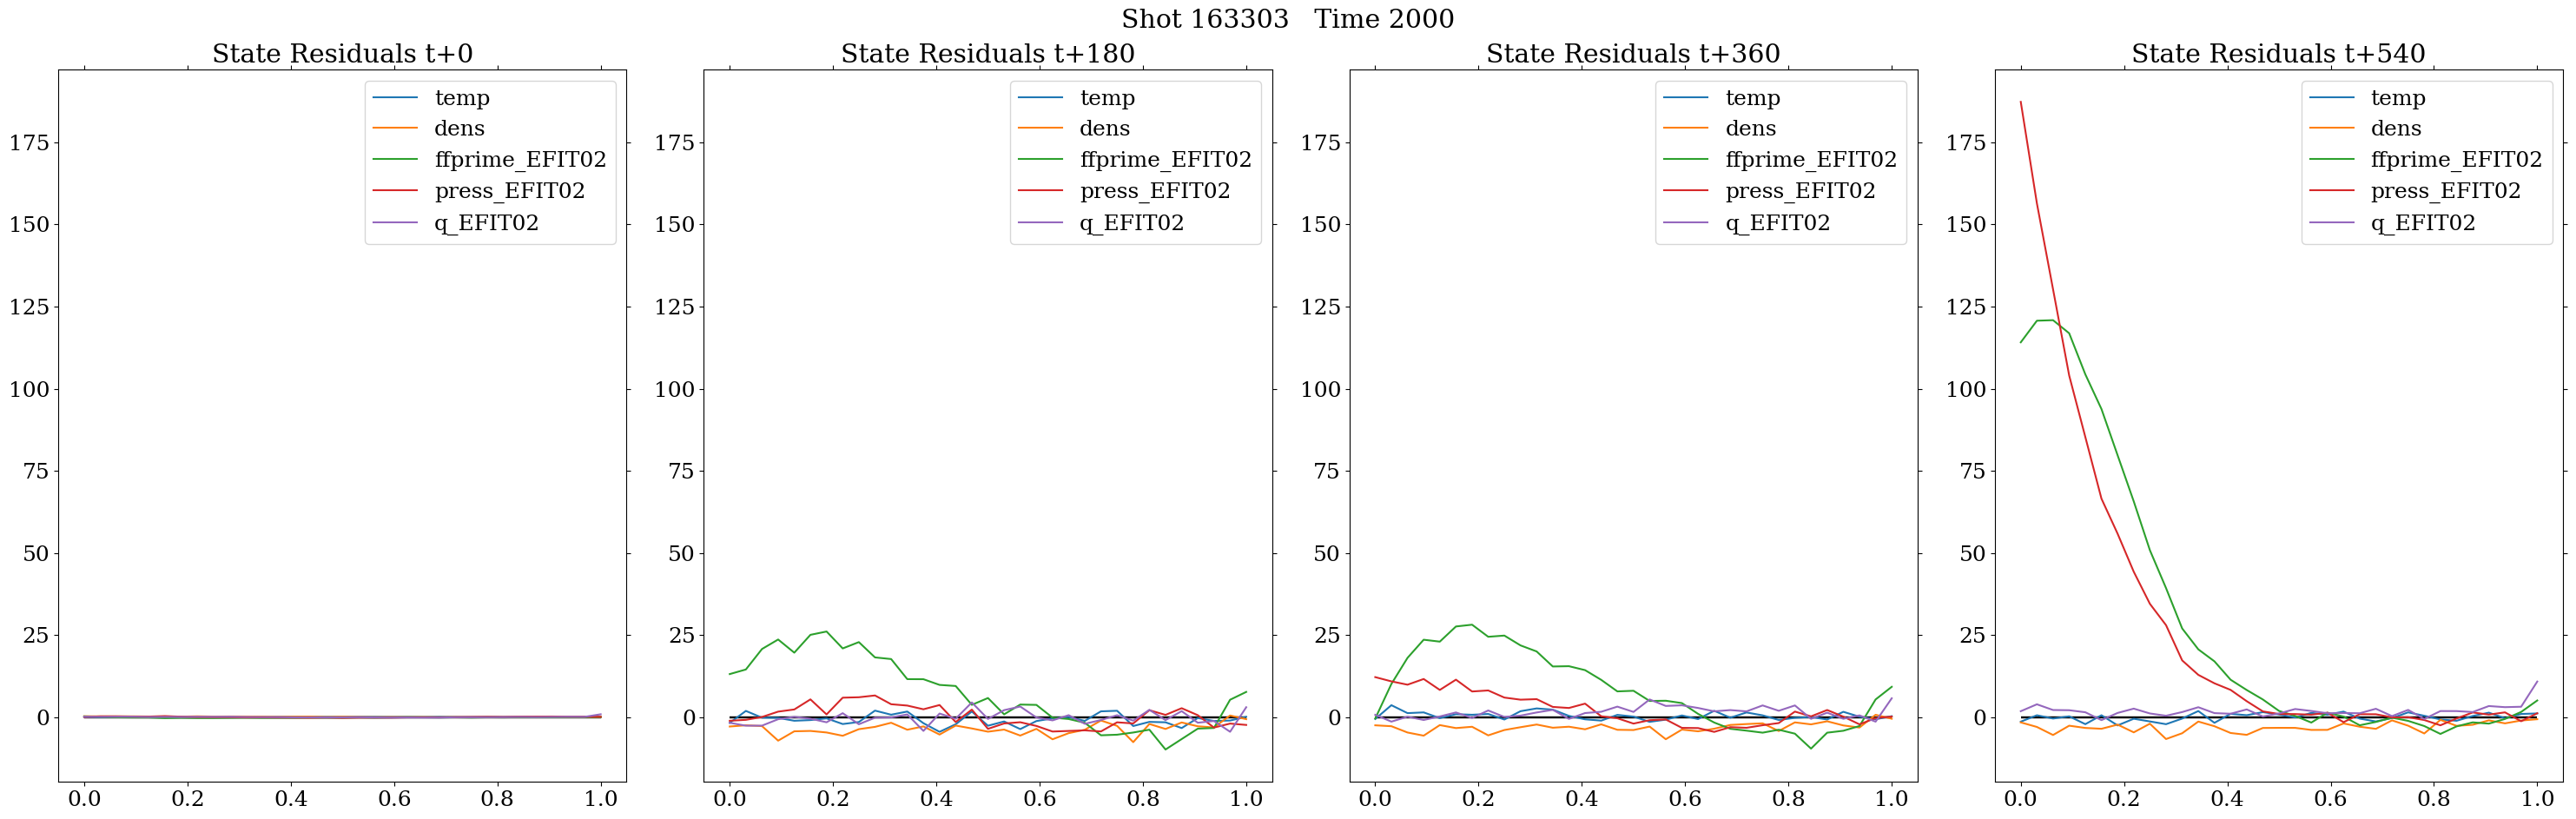 Shot 163303   Time 2000
State Residuals t+0
temp
dens
ffprime_EFIT02
press_EFIT02
q_EFIT02
175
150
125
100
75
50
25
0
0.0 0.2 0.4 0.6 0.8 1.0
State Residuals t+180
temp
dens
ffprime_EFIT02
press_EFIT02
q_EFIT02
175
150
125
100
75
50
25
0
0.0 0.2 0.4 0.6 0.8 1.0
State Residuals t+360
temp
dens
ffprime_EFIT02
press_EFIT02
q_EFIT02
175
150
125
100
75
50
25
0
0.0 0.2 0.4 0.6 0.8 1.0
State Residuals t+540
temp
dens
ffprime_EFIT02
press_EFIT02
q_EFIT02
175
150
125
100
75
50
25
0
0.0 0.2 0.4 0.6 0.8 1.0